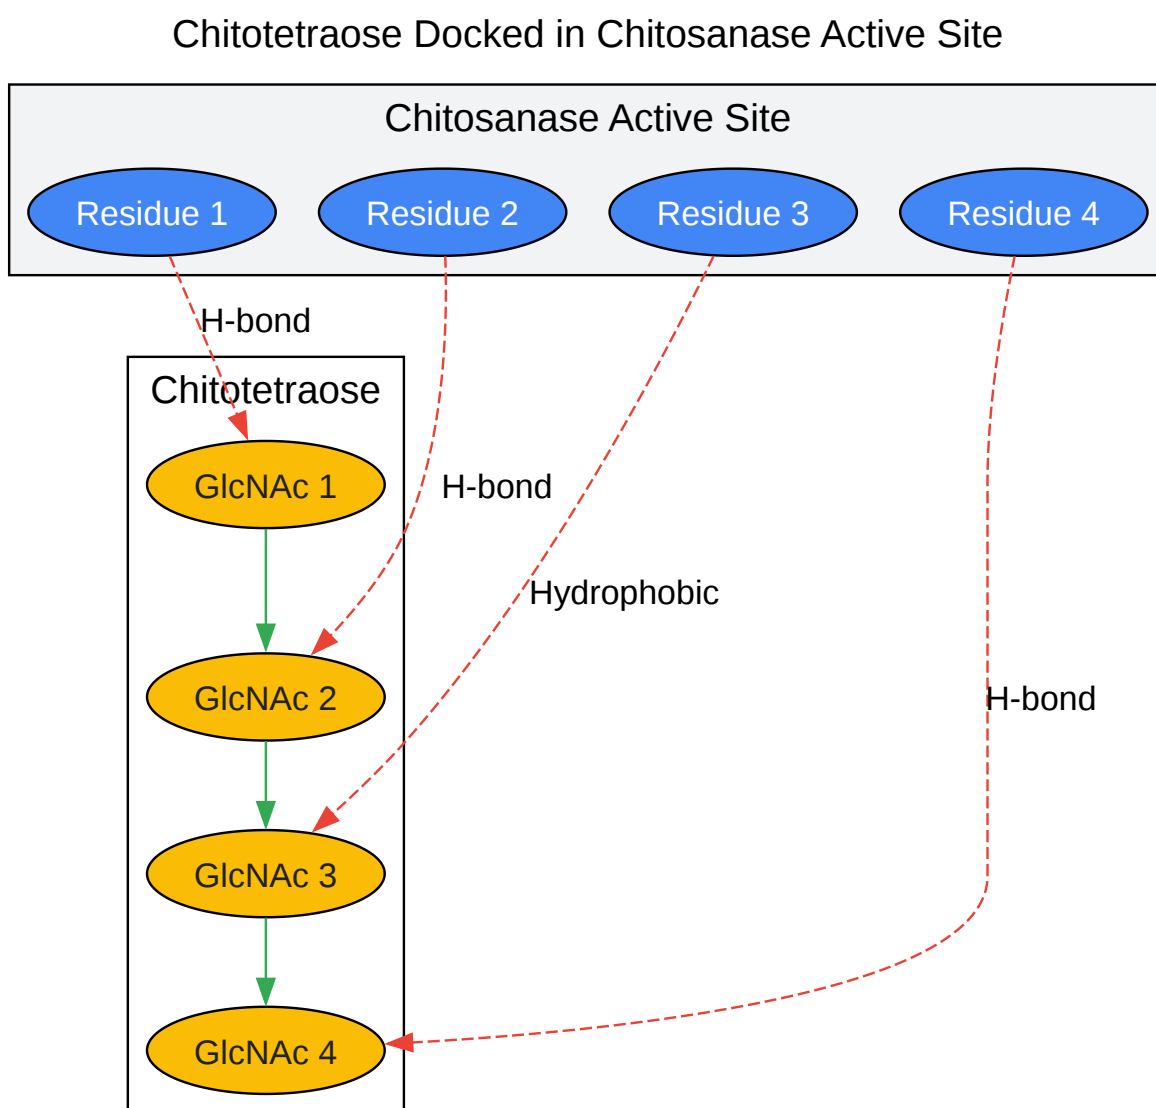 Chitotetraose Docked in Chitosanase Active Site
Chitosanase Active Site
Residue 1
Residue 2
Residue 3
Residue 4
H-bond
Chitotetraose
GlcNAc 1
H-bond
Hydrophobic
GlcNAc 2
H-bond
GlcNAc 3
GlcNAc 4